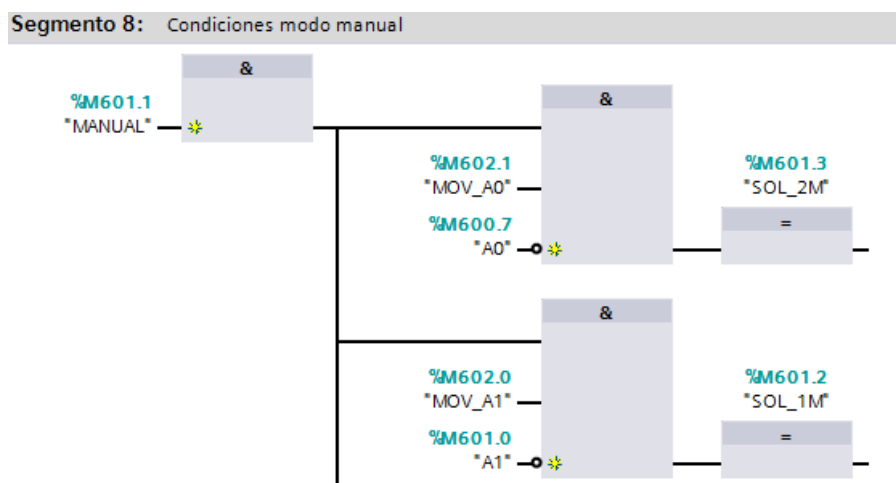 Segmento 8: Condiciones modo manual
&
%M601.1
"MANUAL"
&
%M602.1
"MOV_A0"
%M600.7
"A0"
%M601.3
"SOL_2M"
=
&
%M602.0
"MOV_A1"
%M601.0
"A1"
%M601.2
"SOL_1M"
=